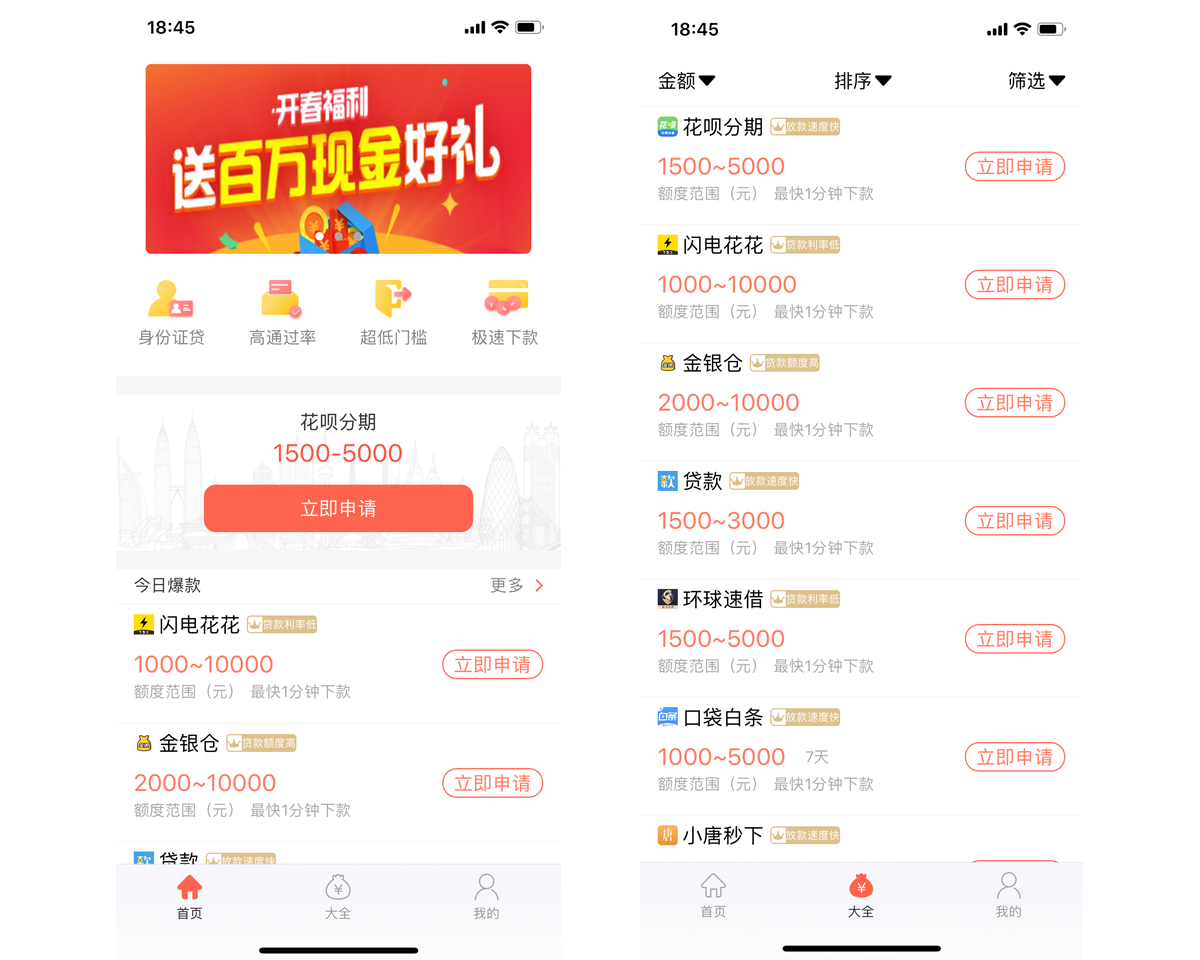 18:45
开春福利
送百万现金好礼
身份证贷
高通过率
超低门槛
极速下款
花呗分期
1500-5000
立即申请
今日爆款
更多
闪电花花 贷款利率低
1000~10000
立即申请
额度范围（元） 最快1分钟下款
金银仓 贷款额度高
2000~10000
立即申请
额度范围（元） 最快1分钟下款
贷款 放款速度快
首页
大全
我的
18:45
金额
排序
筛选
花呗分期 放款速度快
1500~5000
立即申请
额度范围（元） 最快1分钟下款
闪电花花 贷款利率低
1000~10000
立即申请
额度范围（元） 最快1分钟下款
金银仓 贷款额度高
2000~10000
立即申请
额度范围（元） 最快1分钟下款
款 贷款 放款速度快
1500~3000
立即申请
额度范围（元） 最快1分钟下款
环球速借 贷款利率低
1500~5000
立即申请
额度范围（元） 最快1分钟下款
口袋白条 放款速度快
1000~5000 7天
立即申请
额度范围（元） 最快1分钟下款
唐 小唐秒下 放款速度快
首页
大全
我的